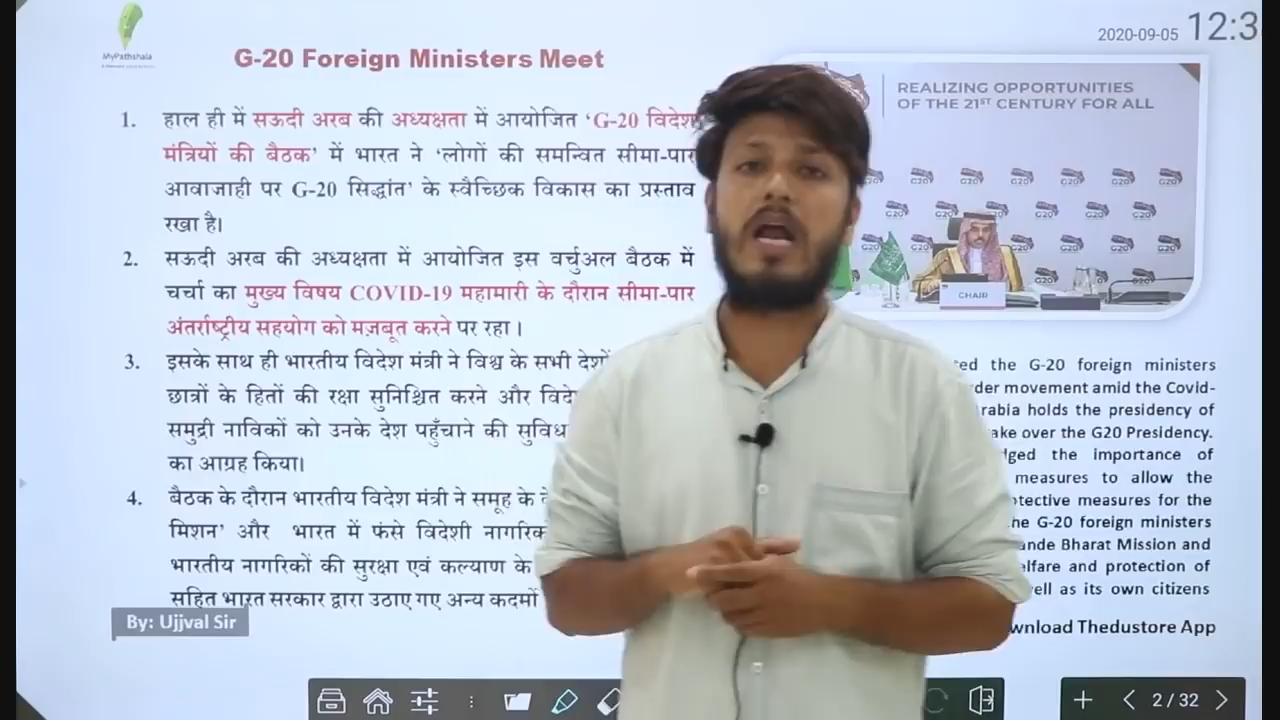 MyPathshala
2020-09-05 12:3
G-20 Foreign Ministers Meet
REALIZING OPPORTUNITIES
OF THE 21ST CENTURY FOR ALL
1. हाल ही में सऊदी अरब की अध्यक्षता में आयोजित ‘G-20 विदेश
मंत्रियों की बैठक’ में भारत ने ‘लोगों की समन्वित सीमा-पार
आवाजाही पर G-20 सिद्धांत’ के स्वैच्छिक विकास का प्रस्ताव
रखा है।
2. सऊदी अरब की अध्यक्षता में आयोजित इस वर्चुअल बैठक में
चर्चा का मुख्य विषय COVID-19 महामारी के दौरान सीमा-पार
अंतर्राष्ट्रीय सहयोग को मज़बूत करने पर रहा ।
3. इसके साथ ही भारतीय विदेश मंत्री ने विश्व के सभी देशों
छात्रों के हितों की रक्षा सुनिश्चित करने और विदे
समुद्री नाविकों को उनके देश पहुँचाने की सुविध
का आग्रह किया।
4. बैठक के दौरान भारतीय विदेश मंत्री ने समूह के दे
मिशन’ और भारत में फंसे विदेशी नागरिक
भारतीय नागरिकों की सुरक्षा एवं कल्याण के
सहित भारत सरकार द्वारा उठाए गए अन्य कदमों
G20
CHAIR
ted the G-20 foreign ministers
der movement amid the Covid-
rabia holds the presidency of
ake over the G20 Presidency.
dged the importance of
measures to allow the
otective measures for the
he G-20 foreign ministers
ande Bharat Mission and
elfare and protection of
ell as its own citizens
wnload Thedustore App
By: Ujjval Sir
2 / 32